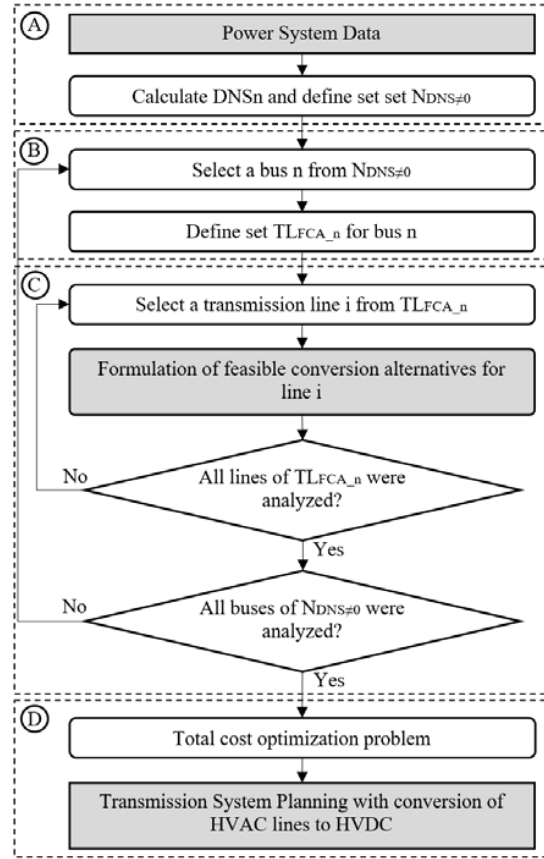 A
Power System Data
Calculate DNSn and define set set NDNS≠0
B
Select a bus n from NDNS≠0
Define set TLFCA_n for bus n
C
Select a transmission line i from TLFCA_n
Formulation of feasible conversion alternatives for
line i
No
All lines of TLFCA_n were
analyzed?
Yes
No
All buses of NDNS≠0 were
analyzed?
Yes
D
Total cost optimization problem
Transmission System Planning with conversion of
HVAC lines to HVDC